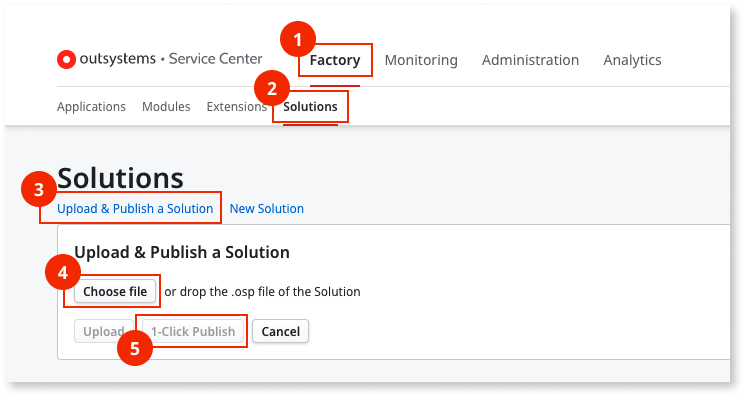 1
outsystems • Service Center Factory Monitoring Administration Analytics
2
Applications Modules Extensions Solutions
Solutions
3
Upload & Publish a Solution New Solution
Upload & Publish a Solution
4
Choose file or drop the .osp file of the Solution
Upload 1-Click Publish Cancel
5